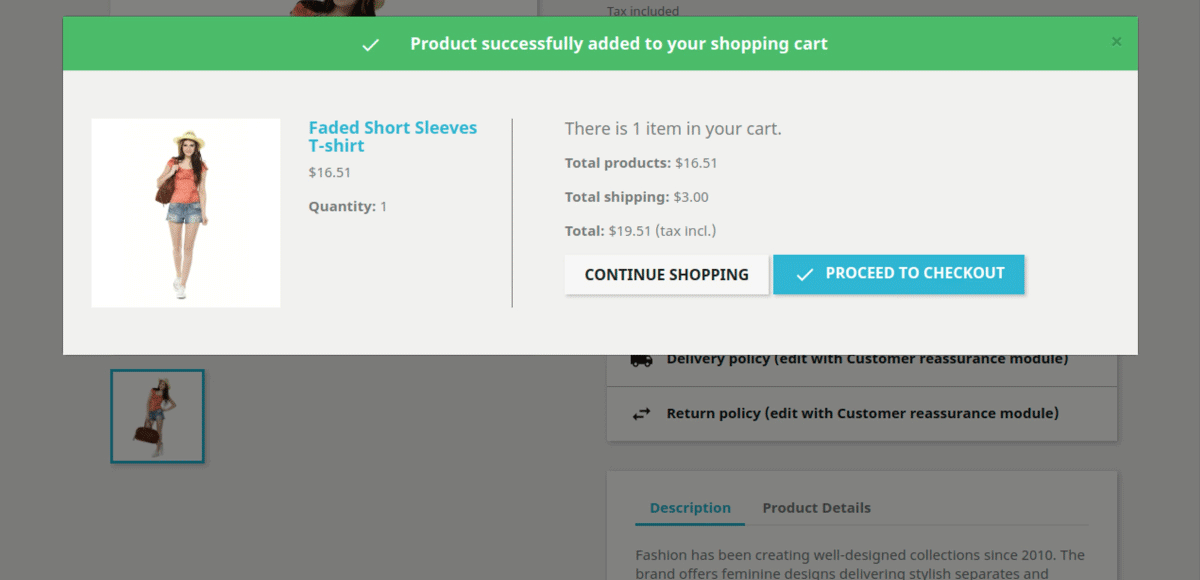 Tax included
Product successfully added to your shopping cart
×
Faded Short Sleeves
T-shirt
$16.51
Quantity: 1
There is 1 item in your cart.
Total products: $16.51
Total shipping: $3.00
Total: $19.51 (tax incl.)
CONTINUE SHOPPING
PROCEED TO CHECKOUT
Delivery policy (edit with Customer reassurance module)
Return policy (edit with Customer reassurance module)
Description Product Details
Fashion has been creating well-designed collections since 2010. The
brand offers feminine designs delivering stylish separates and